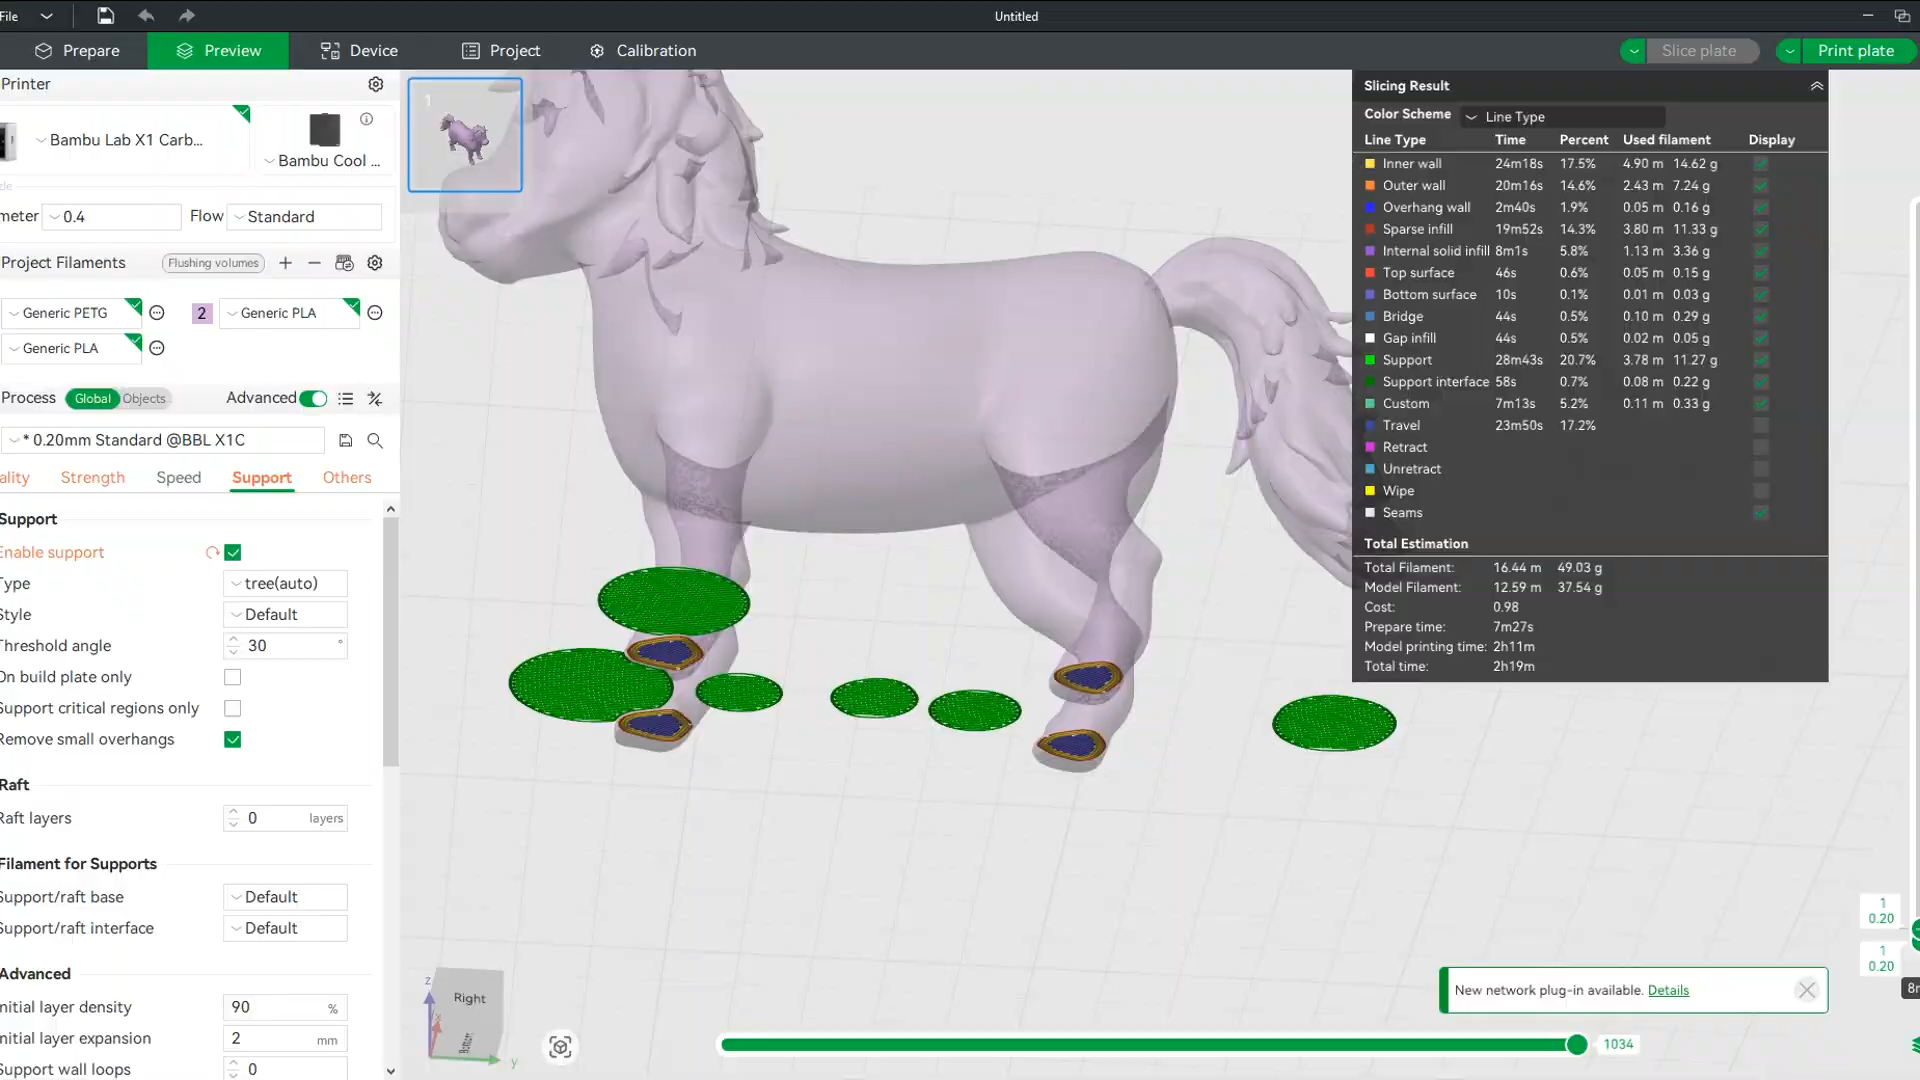 File
Untitled
Prepare
Preview
Device
Project
Calibration
Slice plate
Print plate
Printer
Bambu Lab X1 Carb...
Bambu Cool ...
zle
meter
0.4
Flow
Standard
Project Filaments
Flushing volumes
Generic PETG
2
Generic PLA
Generic PLA
Process
Global
Objects
Advanced
* 0.20mm Standard @BBL X1C
ality
Strength
Speed
Support
Others
Support
Enable support
Type
tree(auto)
Style
Default
Threshold angle
30 °
On build plate only
Support critical regions only
Remove small overhangs
Raft
Raft layers
0 layers
Filament for Supports
Support/raft base
Default
Support/raft interface
Default
Advanced
nitial layer density
90 %
nitial layer expansion
2 mm
Support wall loops
0
1
Slicing Result
Color Scheme
Line Type
Line Type Time Percent Used filament Display
Inner wall 24m18s 17.5% 4.90 m 14.62 g
Outer wall 20m16s 14.6% 2.43 m 7.24 g
Overhang wall 2m40s 1.9% 0.05 m 0.16 g
Sparse infill 19m52s 14.3% 3.80 m 11.33 g
Internal solid infill 8m1s 5.8% 1.13 m 3.36 g
Top surface 46s 0.6% 0.05 m 0.15 g
Bottom surface 10s 0.1% 0.01 m 0.03 g
Bridge 44s 0.5% 0.10 m 0.29 g
Gap infill 44s 0.5% 0.02 m 0.05 g
Support 28m43s 20.7% 3.78 m 11.27 g
Support interface 58s 0.7% 0.08 m 0.22 g
Custom 7m13s 5.2% 0.11 m 0.33 g
Travel 23m50s 17.2%
Retract
Unretract
Wipe
Seams
Total Estimation
Total Filament: 16.44 m 49.03 g
Model Filament: 12.59 m 37.54 g
Cost: 0.98
Prepare time: 7m27s
Model printing time: 2h11m
Total time: 2h19m
1
0.20
1
0.20
8m
New network plug-in available. Details
z
Right
x
Bottom
y
1034